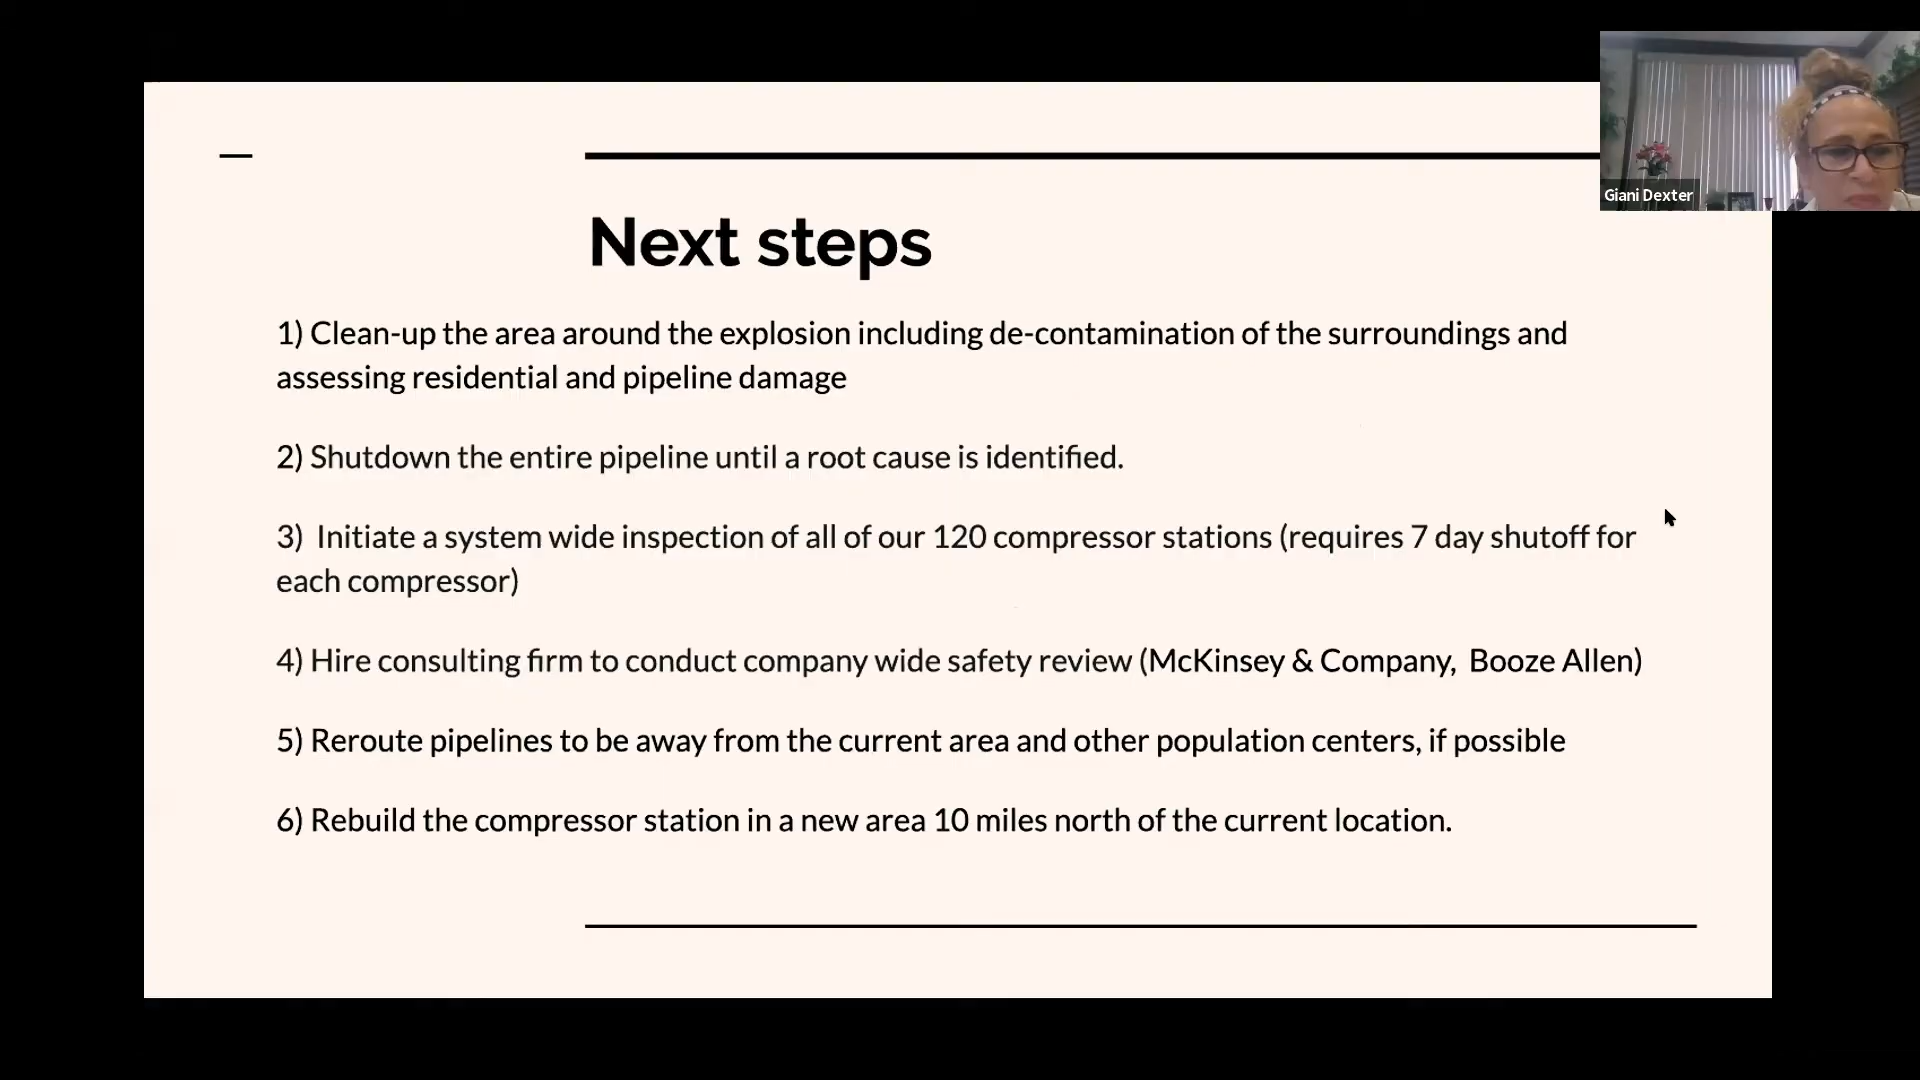 Giani Dexter
Next steps
1) Clean-up the area around the explosion including de-contamination of the surroundings and
assessing residential and pipeline damage
2) Shutdown the entire pipeline until a root cause is identified.
3)  Initiate a system wide inspection of all of our 120 compressor stations (requires 7 day shutoff for
each compressor)
4) Hire consulting firm to conduct company wide safety review (McKinsey & Company,  Booze Allen)
5) Reroute pipelines to be away from the current area and other population centers, if possible
6) Rebuild the compressor station in a new area 10 miles north of the current location.